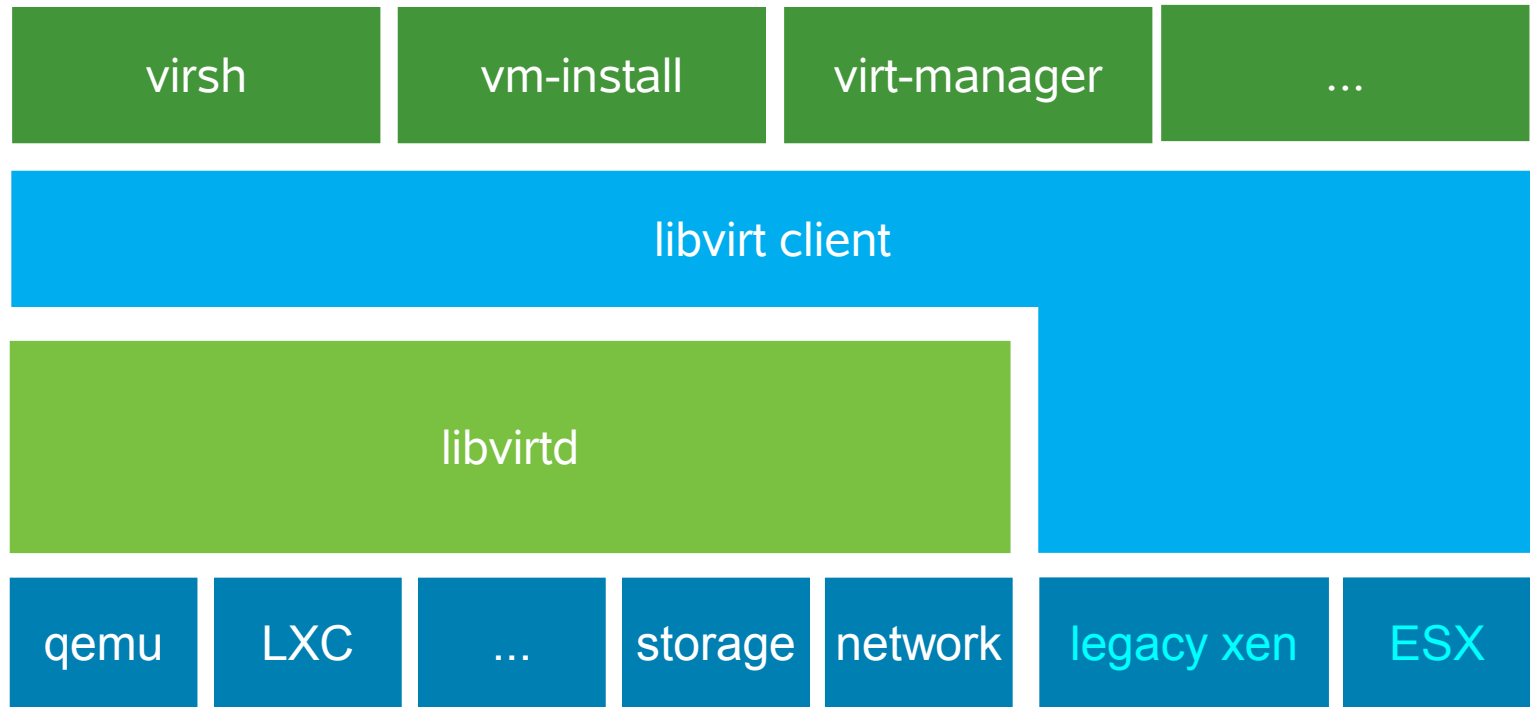 virsh
vm-install
virt-manager
...
libvirt client
libvirtd
qemu
LXC
...
storage
network
legacy xen
ESX